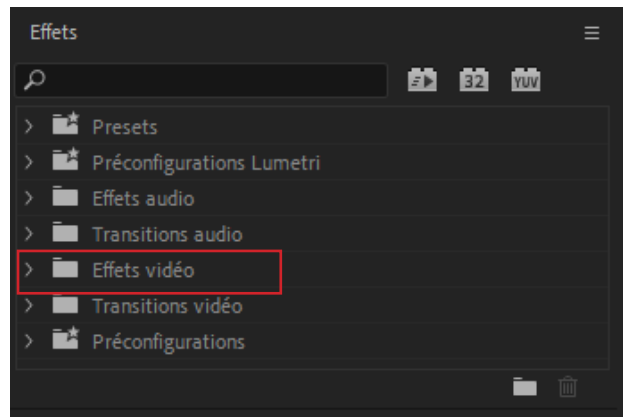 Effets
32 YUV
Presets
Préconfigurations Lumetri
Effets audio
Transitions audio
Effets vidéo
Transitions vidéo
Préconfigurations